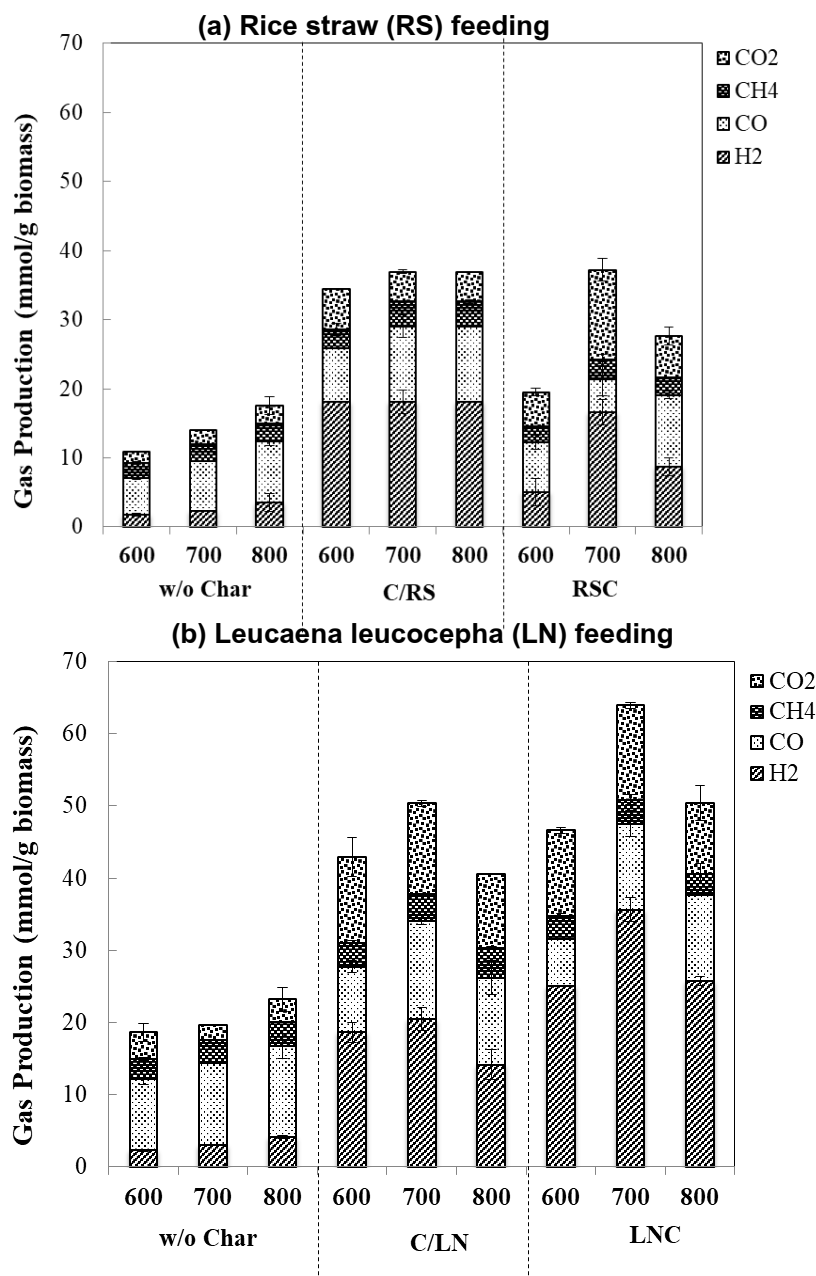 (a) Rice straw (RS) feeding
Gas Production (mmol/g biomass)
70
60
50
40
30
20
10
0
CO2
CH4
CO
H2
600 700 800 600 700 800 600 700 800
w/o Char C/RS RSC
(b) Leucaena leucocepha (LN) feeding
Gas Production (mmol/g biomass)
70
60
50
40
30
20
10
0
CO2
CH4
CO
H2
600 700 800 600 700 800 600 700 800
w/o Char C/LN LNC